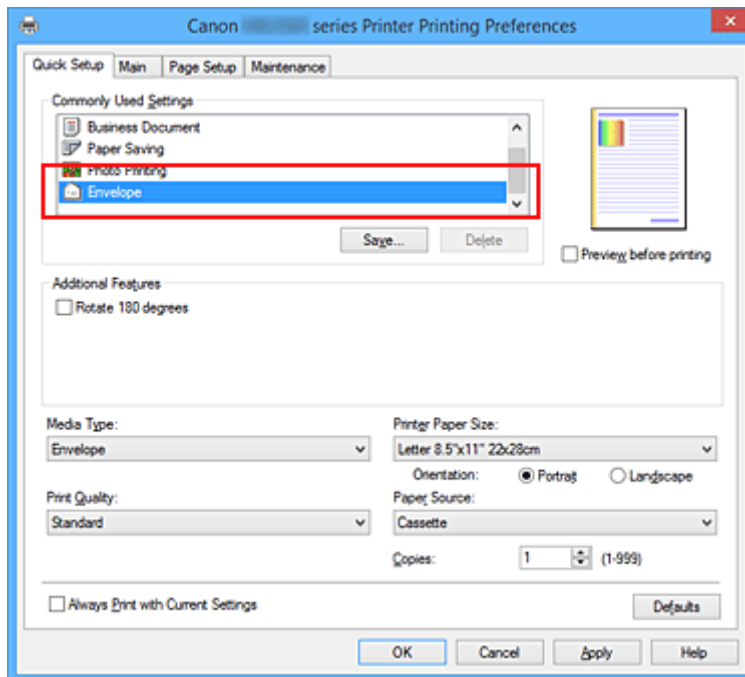 Canon series Printer Printing Preferences
Quick Setup Main Page Setup Maintenance
Commonly Used Settings
Business Document
Paper Saving
Photo Printing
Envelope
Save... Delete
Preview before printing
Additional Features
Rotate 180 degrees
Media Type: Printer Paper Size:
Envelope Letter 8.5"x11" 22x28cm
Orientation: Portrait Landscape
Print Quality: Paper Source:
Standard Cassette
Copies: 1 (1-999)
Always Print with Current Settings Defaults
OK Cancel Apply Help